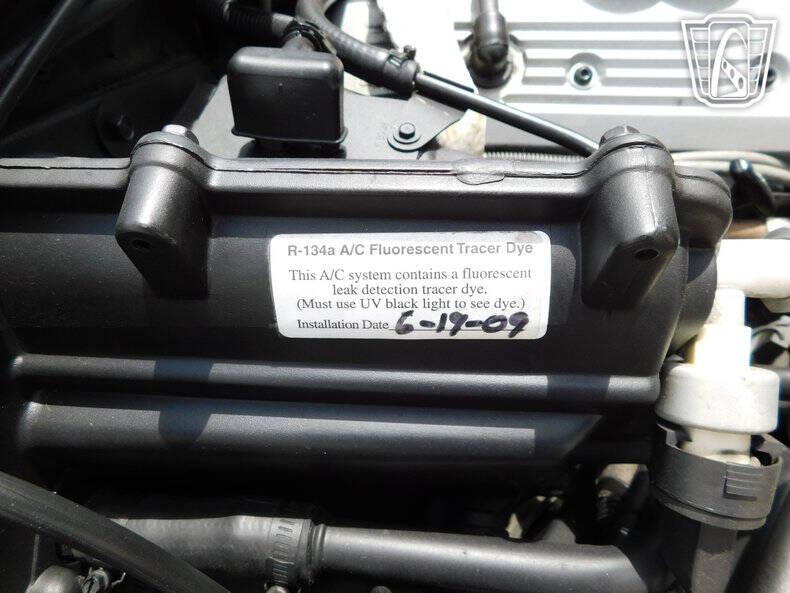 R-134a A/C Fluorescent Tracer Dye
This A/C system contains a fluorescent
leak detection tracer dye.
(Must use UV black light to see dye.)
Installation Date 6-19-09